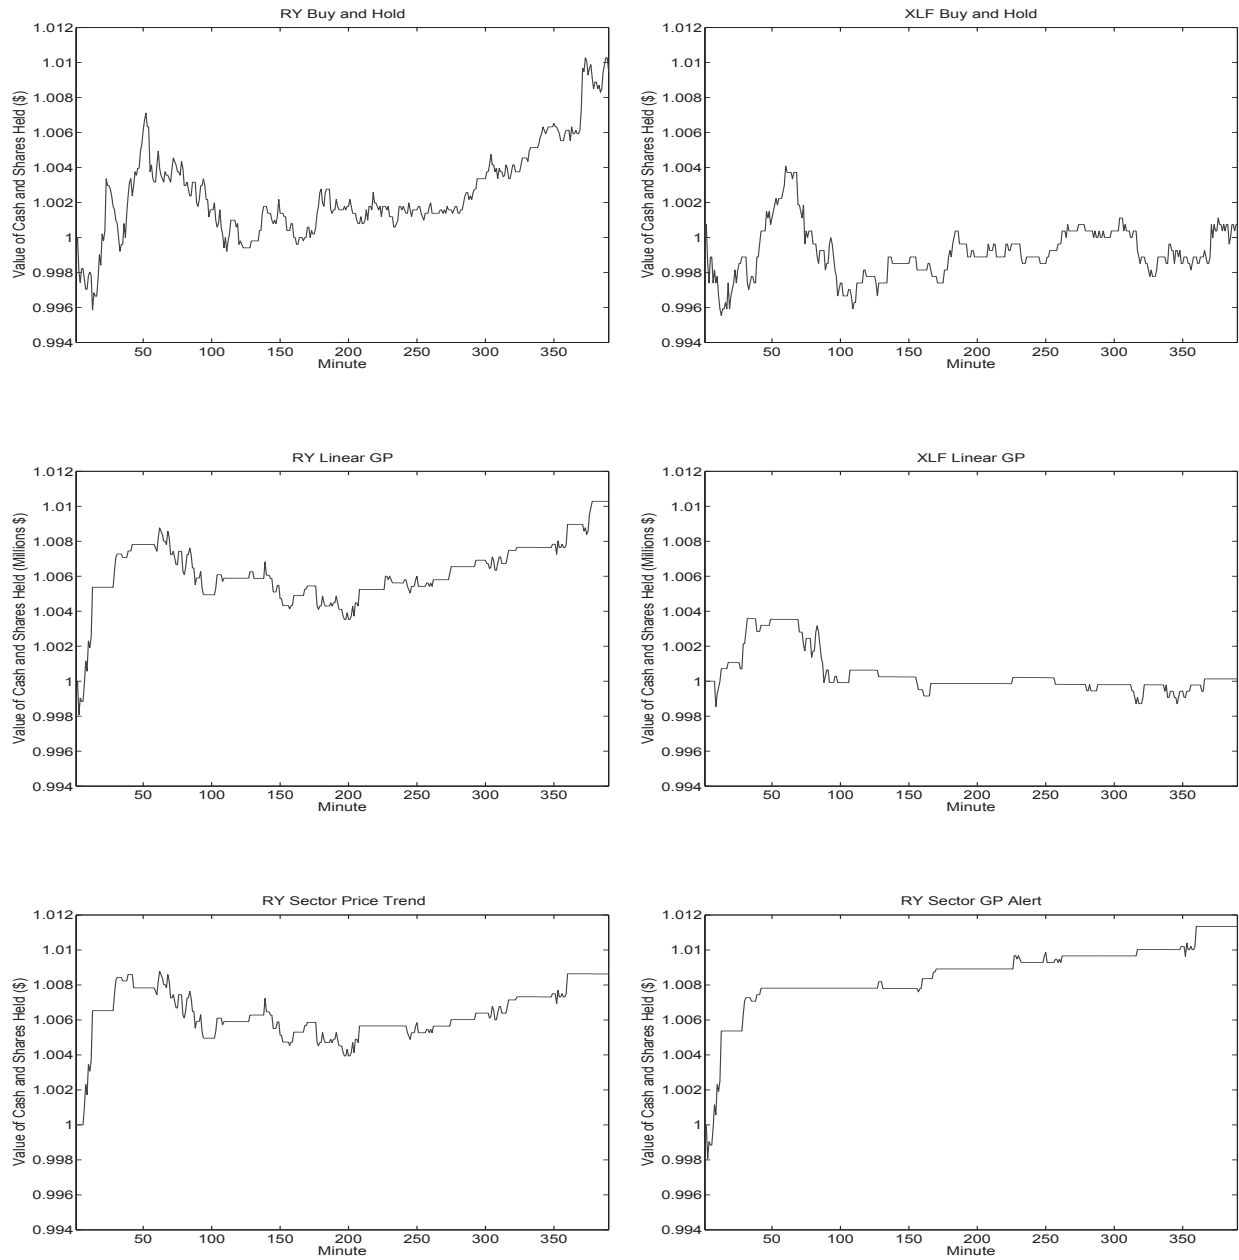 RY Buy and Hold
Value of Cash and Shares Held ($)
1.012
1.01
1.008
1.006
1.004
1.002
1
0.998
0.996
0.994
50 100 150 200 250 300 350
Minute
XLF Buy and Hold
Value of Cash and Shares Held ($)
1.012
1.01
1.008
1.006
1.004
1.002
1
0.998
0.996
0.994
50 100 150 200 250 300 350
Minute
RY Linear GP
Value of Cash and Shares Held (Millions $)
1.012
1.01
1.008
1.006
1.004
1.002
1
0.998
0.996
0.994
50 100 150 200 250 300 350
Minute
XLF Linear GP
Value of Cash and Shares Held (Millions $)
1.012
1.01
1.008
1.006
1.004
1.002
1
0.998
0.996
0.994
50 100 150 200 250 300 350
Minute
RY Sector Price Trend
Value of Cash and Shares Held ($)
1.012
1.01
1.008
1.006
1.004
1.002
1
0.998
0.996
0.994
50 100 150 200 250 300 350
Minute
RY Sector GP Alert
Value of Cash and Shares Held ($)
1.012
1.01
1.008
1.006
1.004
1.002
1
0.998
0.996
0.994
50 100 150 200 250 300 350
Minute